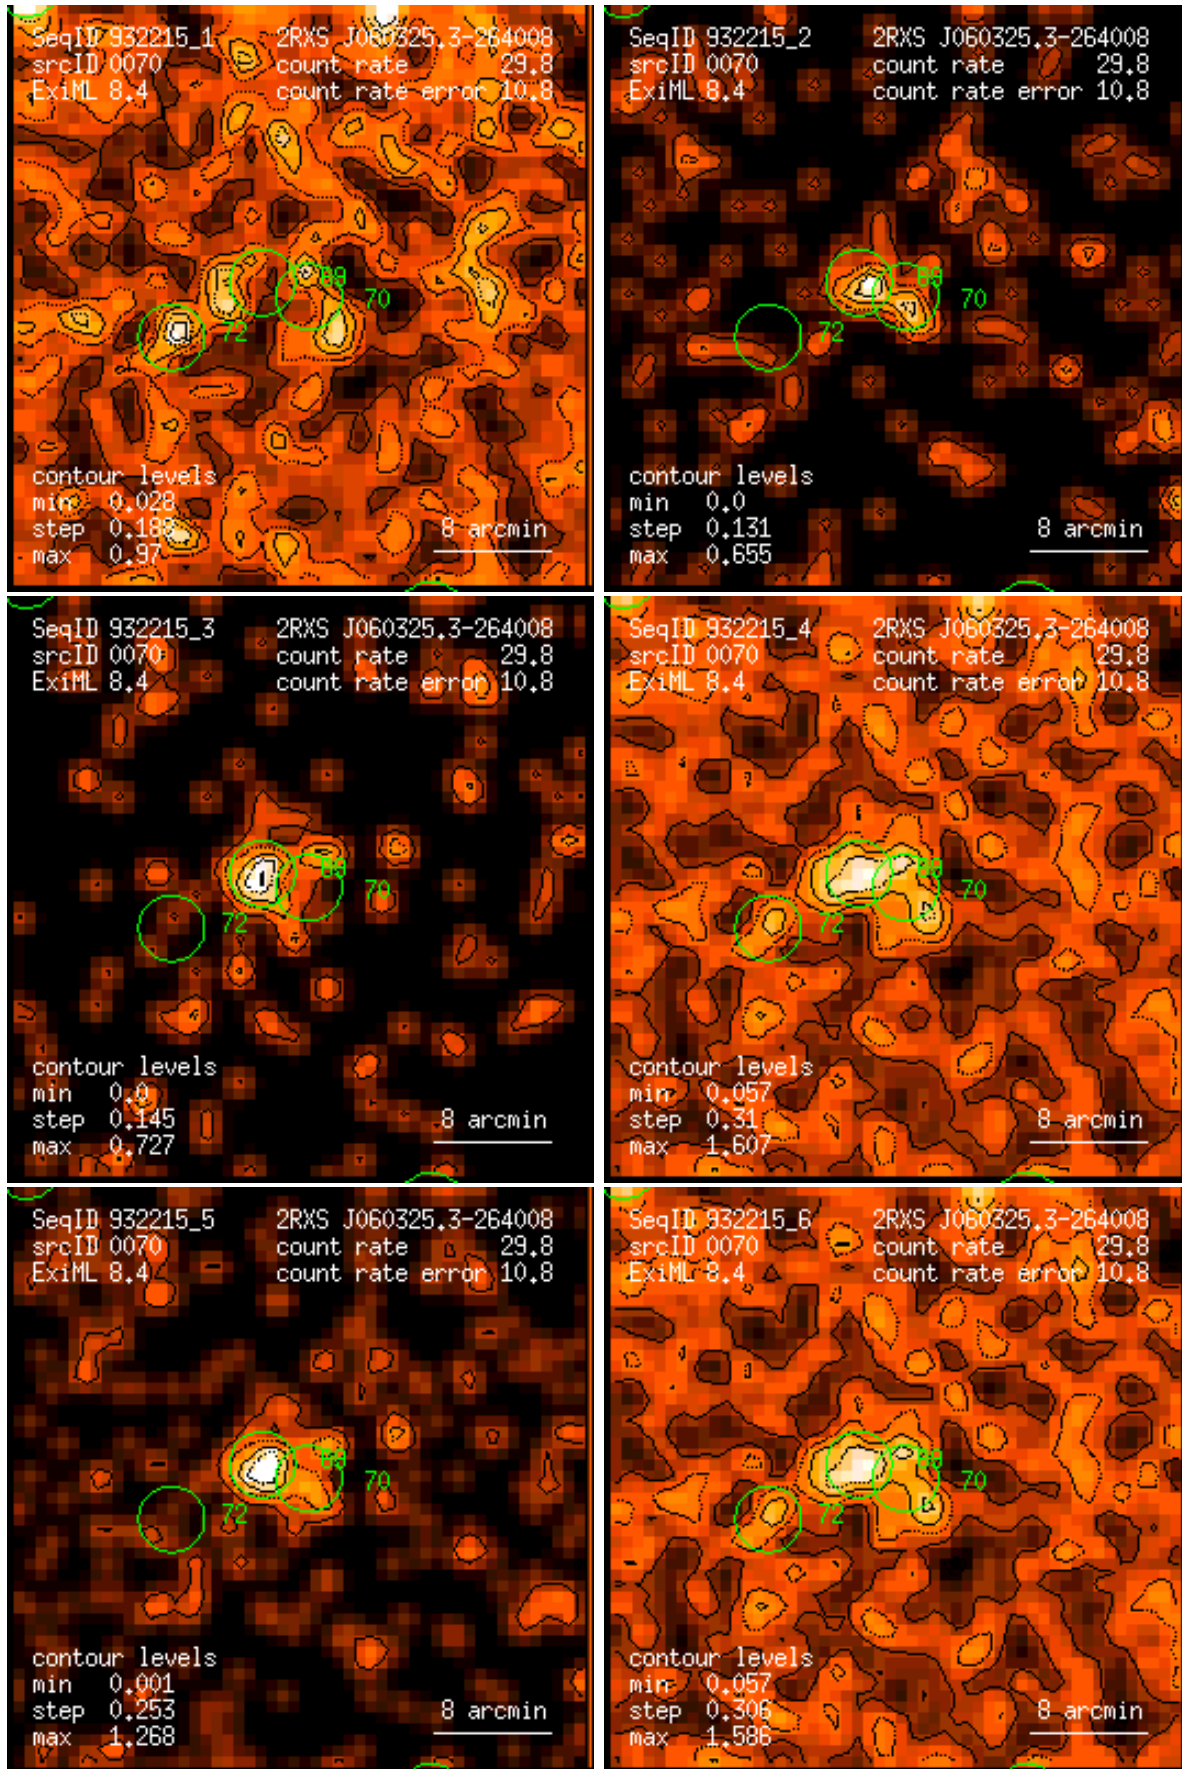 SeqID 932215_1 2RXS J060325.3-264008
srcID 0070 count rate 29.8
ExiML 8.4 count rate error 10.8
70
72
contour levels
min 0.028
step 0.188
max 0.97
8 arcmin
SeqID 932215_2 2RXS J060325.3-264008
srcID 0070 count rate 29.8
ExiML 8.4 count rate error 10.8
70
72
contour levels
min 0.0
step 0.131
max 0.655
8 arcmin
SeqID 932215_3 2RXS J060325.3-264008
srcID 0070 count rate 29.8
ExiML 8.4 count rate error 10.8
70
72
contour levels
min 0.0
step 0.145
max 0.727
8 arcmin
SeqID 932215_4 2RXS J060325.3-264008
srcID 0070 count rate 29.8
ExiML 8.4 count rate error 10.8
70
72
contour levels
min 0.057
step 0.31
max 1.607
8 arcmin
SeqID 932215_5 2RXS J060325.3-264008
srcID 0070 count rate 29.8
ExiML 8.4 count rate error 10.8
70
72
contour levels
min 0.001
step 0.253
max 1.268
8 arcmin
SeqID 932215_6 2RXS J060325.3-264008
srcID 0070 count rate 29.8
ExiML 8.4 count rate error 10.8
70
72
contour levels
min 0.057
step 0.306
max 1.586
8 arcmin